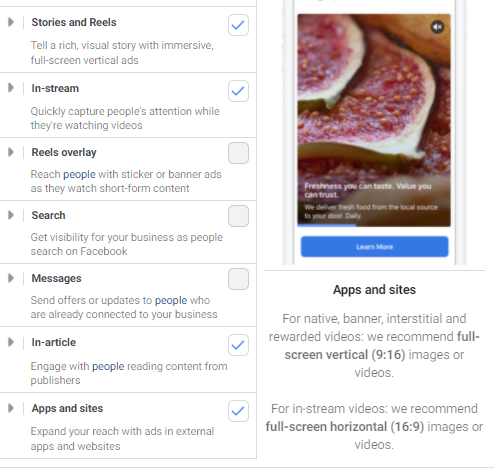 Stories and Reels
Tell a rich, visual story with immersive,
full-screen vertical ads
In-stream
Quickly capture people's attention while
they're watching videos
Reels overlay
Reach people with sticker or banner ads
as they watch short-form content
Search
Get visibility for your business as people
search on Facebook
Messages
Send offers or updates to people who
are already connected to your business
In-article
Engage with people reading content from
publishers
Apps and sites
Expand your reach with ads in external
apps and websites
Freshness you can taste. Value you
can trust.
We deliver fresh food from the local source
to your door. Daily.
Learn More
Apps and sites
For native, banner, interstitial and
rewarded videos: we recommend full-
screen vertical (9:16) images or
videos.
For in-stream videos: we recommend
full-screen horizontal (16:9) images or
videos.